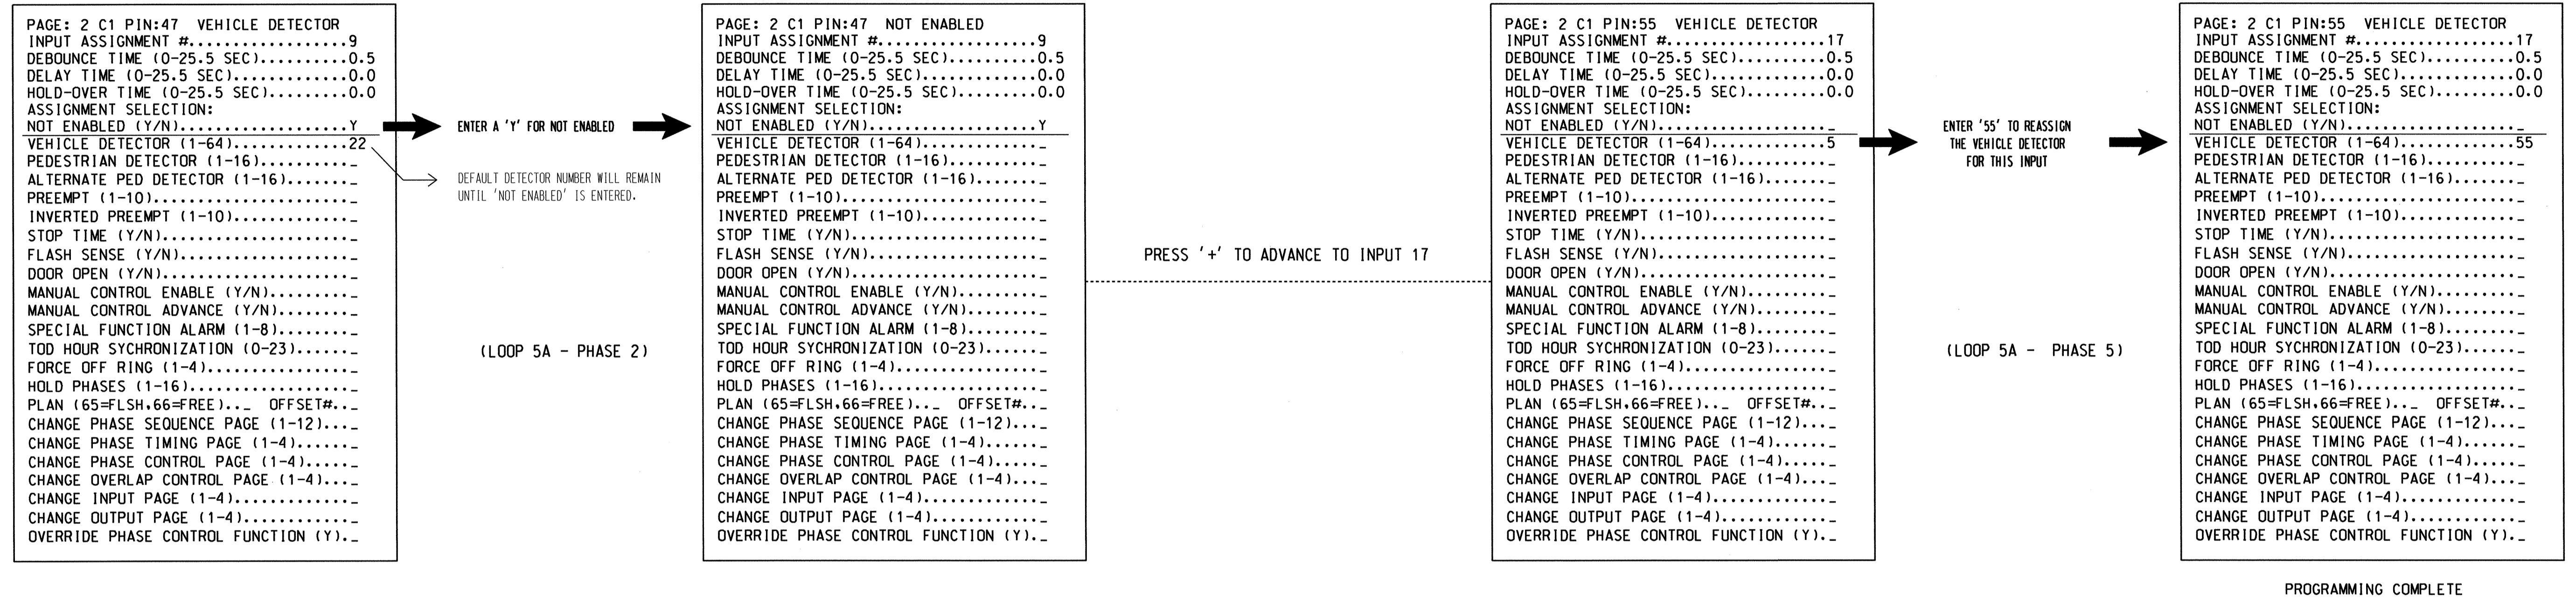 PAGE: 2 C1 PIN:47 VEHICLE DETECTOR
INPUT ASSIGNMENT #..................9
DEBOUNCE TIME (0-25.5 SEC)..........0.5
DELAY TIME (0-25.5 SEC).............0.0
HOLD-OVER TIME (0-25.5 SEC).........0.0
ASSIGNMENT SELECTION:
NOT ENABLED (Y/N)....................Y
VEHICLE DETECTOR (1-64).............22
PEDESTRIAN DETECTOR (1-16)..........._
ALTERNATE PED DETECTOR (1-16)......._
PREEMPT (1-10)......................._
INVERTED PREEMPT (1-10)............._
STOP TIME (Y/N)......................_
FLASH SENSE (Y/N)...................._
DOOR OPEN (Y/N)......................_
MANUAL CONTROL ENABLE (Y/N)........._
MANUAL CONTROL ADVANCE (Y/N)........_
SPECIAL FUNCTION ALARM (1-8)........_
TOD HOUR SYCHRONIZATION (0-23)......_
FORCE OFF RING (1-4)................_
HOLD PHASES (1-16).................._
PLAN (65=FLSH,66=FREE).._ OFFSET#.._
CHANGE PHASE SEQUENCE PAGE (1-12)..._
CHANGE PHASE TIMING PAGE (1-4)......_
CHANGE PHASE CONTROL PAGE (1-4)....._
CHANGE OVERLAP CONTROL PAGE (1-4)..._
CHANGE INPUT PAGE (1-4)............._
CHANGE OUTPUT PAGE (1-4)............_
OVERRIDE PHASE CONTROL FUNCTION (Y)._
ENTER A 'Y' FOR NOT ENABLED
DEFAULT DETECTOR NUMBER WILL REMAIN
UNTIL 'NOT ENABLED' IS ENTERED.
(LOOP 5A - PHASE 2)
PAGE: 2 C1 PIN:47 NOT ENABLED
INPUT ASSIGNMENT #..................9
DEBOUNCE TIME (0-25.5 SEC)..........0.5
DELAY TIME (0-25.5 SEC).............0.0
HOLD-OVER TIME (0-25.5 SEC).........0.0
ASSIGNMENT SELECTION:
NOT ENABLED (Y/N)....................Y
VEHICLE DETECTOR (1-64)............._
PEDESTRIAN DETECTOR (1-16).........._
ALTERNATE PED DETECTOR (1-16)......._
PREEMPT (1-10)......................_
INVERTED PREEMPT (1-10)............._
STOP TIME (Y/N)....................._
FLASH SENSE (Y/N)..................._
DOOR OPEN (Y/N)....................._
MANUAL CONTROL ENABLE (Y/N)........._
MANUAL CONTROL ADVANCE (Y/N)........_
SPECIAL FUNCTION ALARM (1-8)........_
TOD HOUR SYCHRONIZATION (0-23)......_
FORCE OFF RING (1-4)................_
HOLD PHASES (1-16).................._
PLAN (65=FLSH,66=FREE).._ OFFSET#.._
CHANGE PHASE SEQUENCE PAGE (1-12)..._
CHANGE PHASE TIMING PAGE (1-4)......_
CHANGE PHASE CONTROL PAGE (1-4)....._
CHANGE OVERLAP CONTROL PAGE (1-4)..._
CHANGE INPUT PAGE (1-4)............._
CHANGE OUTPUT PAGE (1-4)............_
OVERRIDE PHASE CONTROL FUNCTION (Y)._
PRESS '+' TO ADVANCE TO INPUT 17
PAGE: 2 C1 PIN:55 VEHICLE DETECTOR
INPUT ASSIGNMENT #..................17
DEBOUNCE TIME (0-25.5 SEC)..........0.5
DELAY TIME (0-25.5 SEC).............0.0
HOLD-OVER TIME (0-25.5 SEC).........0.0
ASSIGNMENT SELECTION:
NOT ENABLED (Y/N)...................._
VEHICLE DETECTOR (1-64).............5
PEDESTRIAN DETECTOR (1-16).........._
ALTERNATE PED DETECTOR (1-16)......._
PREEMPT (1-10)......................_
INVERTED PREEMPT (1-10)............._
STOP TIME (Y/N)....................._
FLASH SENSE (Y/N)..................._
DOOR OPEN (Y/N)....................._
MANUAL CONTROL ENABLE (Y/N)........._
MANUAL CONTROL ADVANCE (Y/N)........_
SPECIAL FUNCTION ALARM (1-8)........_
TOD HOUR SYCHRONIZATION (0-23)......_
FORCE OFF RING (1-4)................_
HOLD PHASES (1-16).................._
PLAN (65=FLSH,66=FREE).._ OFFSET#.._
CHANGE PHASE SEQUENCE PAGE (1-12)..._
CHANGE PHASE TIMING PAGE (1-4)......_
CHANGE PHASE CONTROL PAGE (1-4)....._
CHANGE OVERLAP CONTROL PAGE (1-4)..._
CHANGE INPUT PAGE (1-4)............._
CHANGE OUTPUT PAGE (1-4)............_
OVERRIDE PHASE CONTROL FUNCTION (Y)._
ENTER '55' TO REASSIGN
THE VEHICLE DETECTOR
FOR THIS INPUT
(LOOP 5A - PHASE 5)
PAGE: 2 C1 PIN:55 VEHICLE DETECTOR
INPUT ASSIGNMENT #..................17
DEBOUNCE TIME (0-25.5 SEC)..........0.5
DELAY TIME (0-25.5 SEC).............0.0
HOLD-OVER TIME (0-25.5 SEC).........0.0
ASSIGNMENT SELECTION:
NOT ENABLED (Y/N)...................._
VEHICLE DETECTOR (1-64).............55
PEDESTRIAN DETECTOR (1-16).........._
ALTERNATE PED DETECTOR (1-16)......._
PREEMPT (1-10)......................_
INVERTED PREEMPT (1-10)............._
STOP TIME (Y/N)....................._
FLASH SENSE (Y/N)..................._
DOOR OPEN (Y/N)....................._
MANUAL CONTROL ENABLE (Y/N)........._
MANUAL CONTROL ADVANCE (Y/N)........_
SPECIAL FUNCTION ALARM (1-8)........_
TOD HOUR SYCHRONIZATION (0-23)......_
FORCE OFF RING (1-4)................_
HOLD PHASES (1-16).................._
PLAN (65=FLSH,66=FREE).._ OFFSET#.._
CHANGE PHASE SEQUENCE PAGE (1-12)..._
CHANGE PHASE TIMING PAGE (1-4)......_
CHANGE PHASE CONTROL PAGE (1-4)....._
CHANGE OVERLAP CONTROL PAGE (1-4)..._
CHANGE INPUT PAGE (1-4)............._
CHANGE OUTPUT PAGE (1-4)............_
OVERRIDE PHASE CONTROL FUNCTION (Y)._
PROGRAMMING COMPLETE